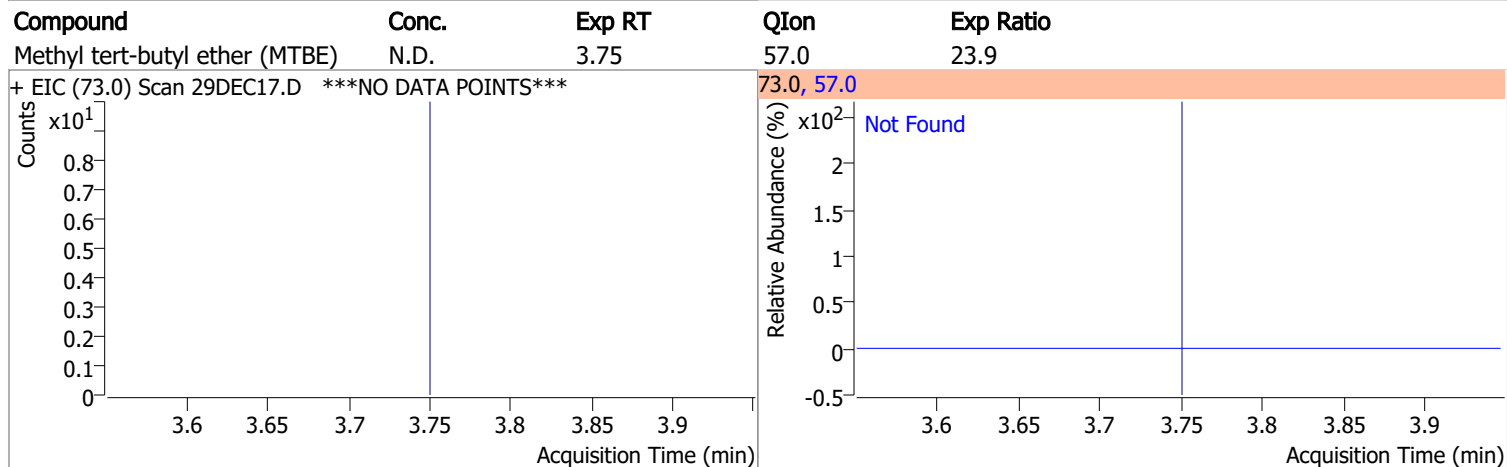 Compound Conc. Exp RT QIon Exp Ratio
Methyl tert-butyl ether (MTBE) N.D. 3.75 57.0 23.9
+ EIC (73.0) Scan 29DEC17.D ***NO DATA POINTS***
Counts
x10¹
0.8
0.7
0.6
0.5
0.4
0.3
0.2
0.1
0
3.6 3.65 3.7 3.75 3.8 3.85 3.9
Acquisition Time (min)
73.0, 57.0
Relative Abundance (%)
x10²
Not Found
2
1.5
1
0.5
0
-0.5
3.6 3.65 3.7 3.75 3.8 3.85 3.9
Acquisition Time (min)